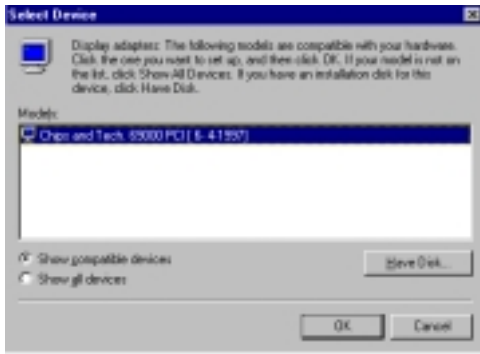 Select Device
Display adapters: The following models are compatible with your hardware.
Click the one you want to set up, and then click OK. If your model is not on
the list, click Show All Devices. If you have an installation disk for this
device, click Have Disk.
Models:
Chips and Tech. 69000 PCI [ 6- 4-1997]
Show compatible devices
Show all devices
Have Disk...
OK
Cancel